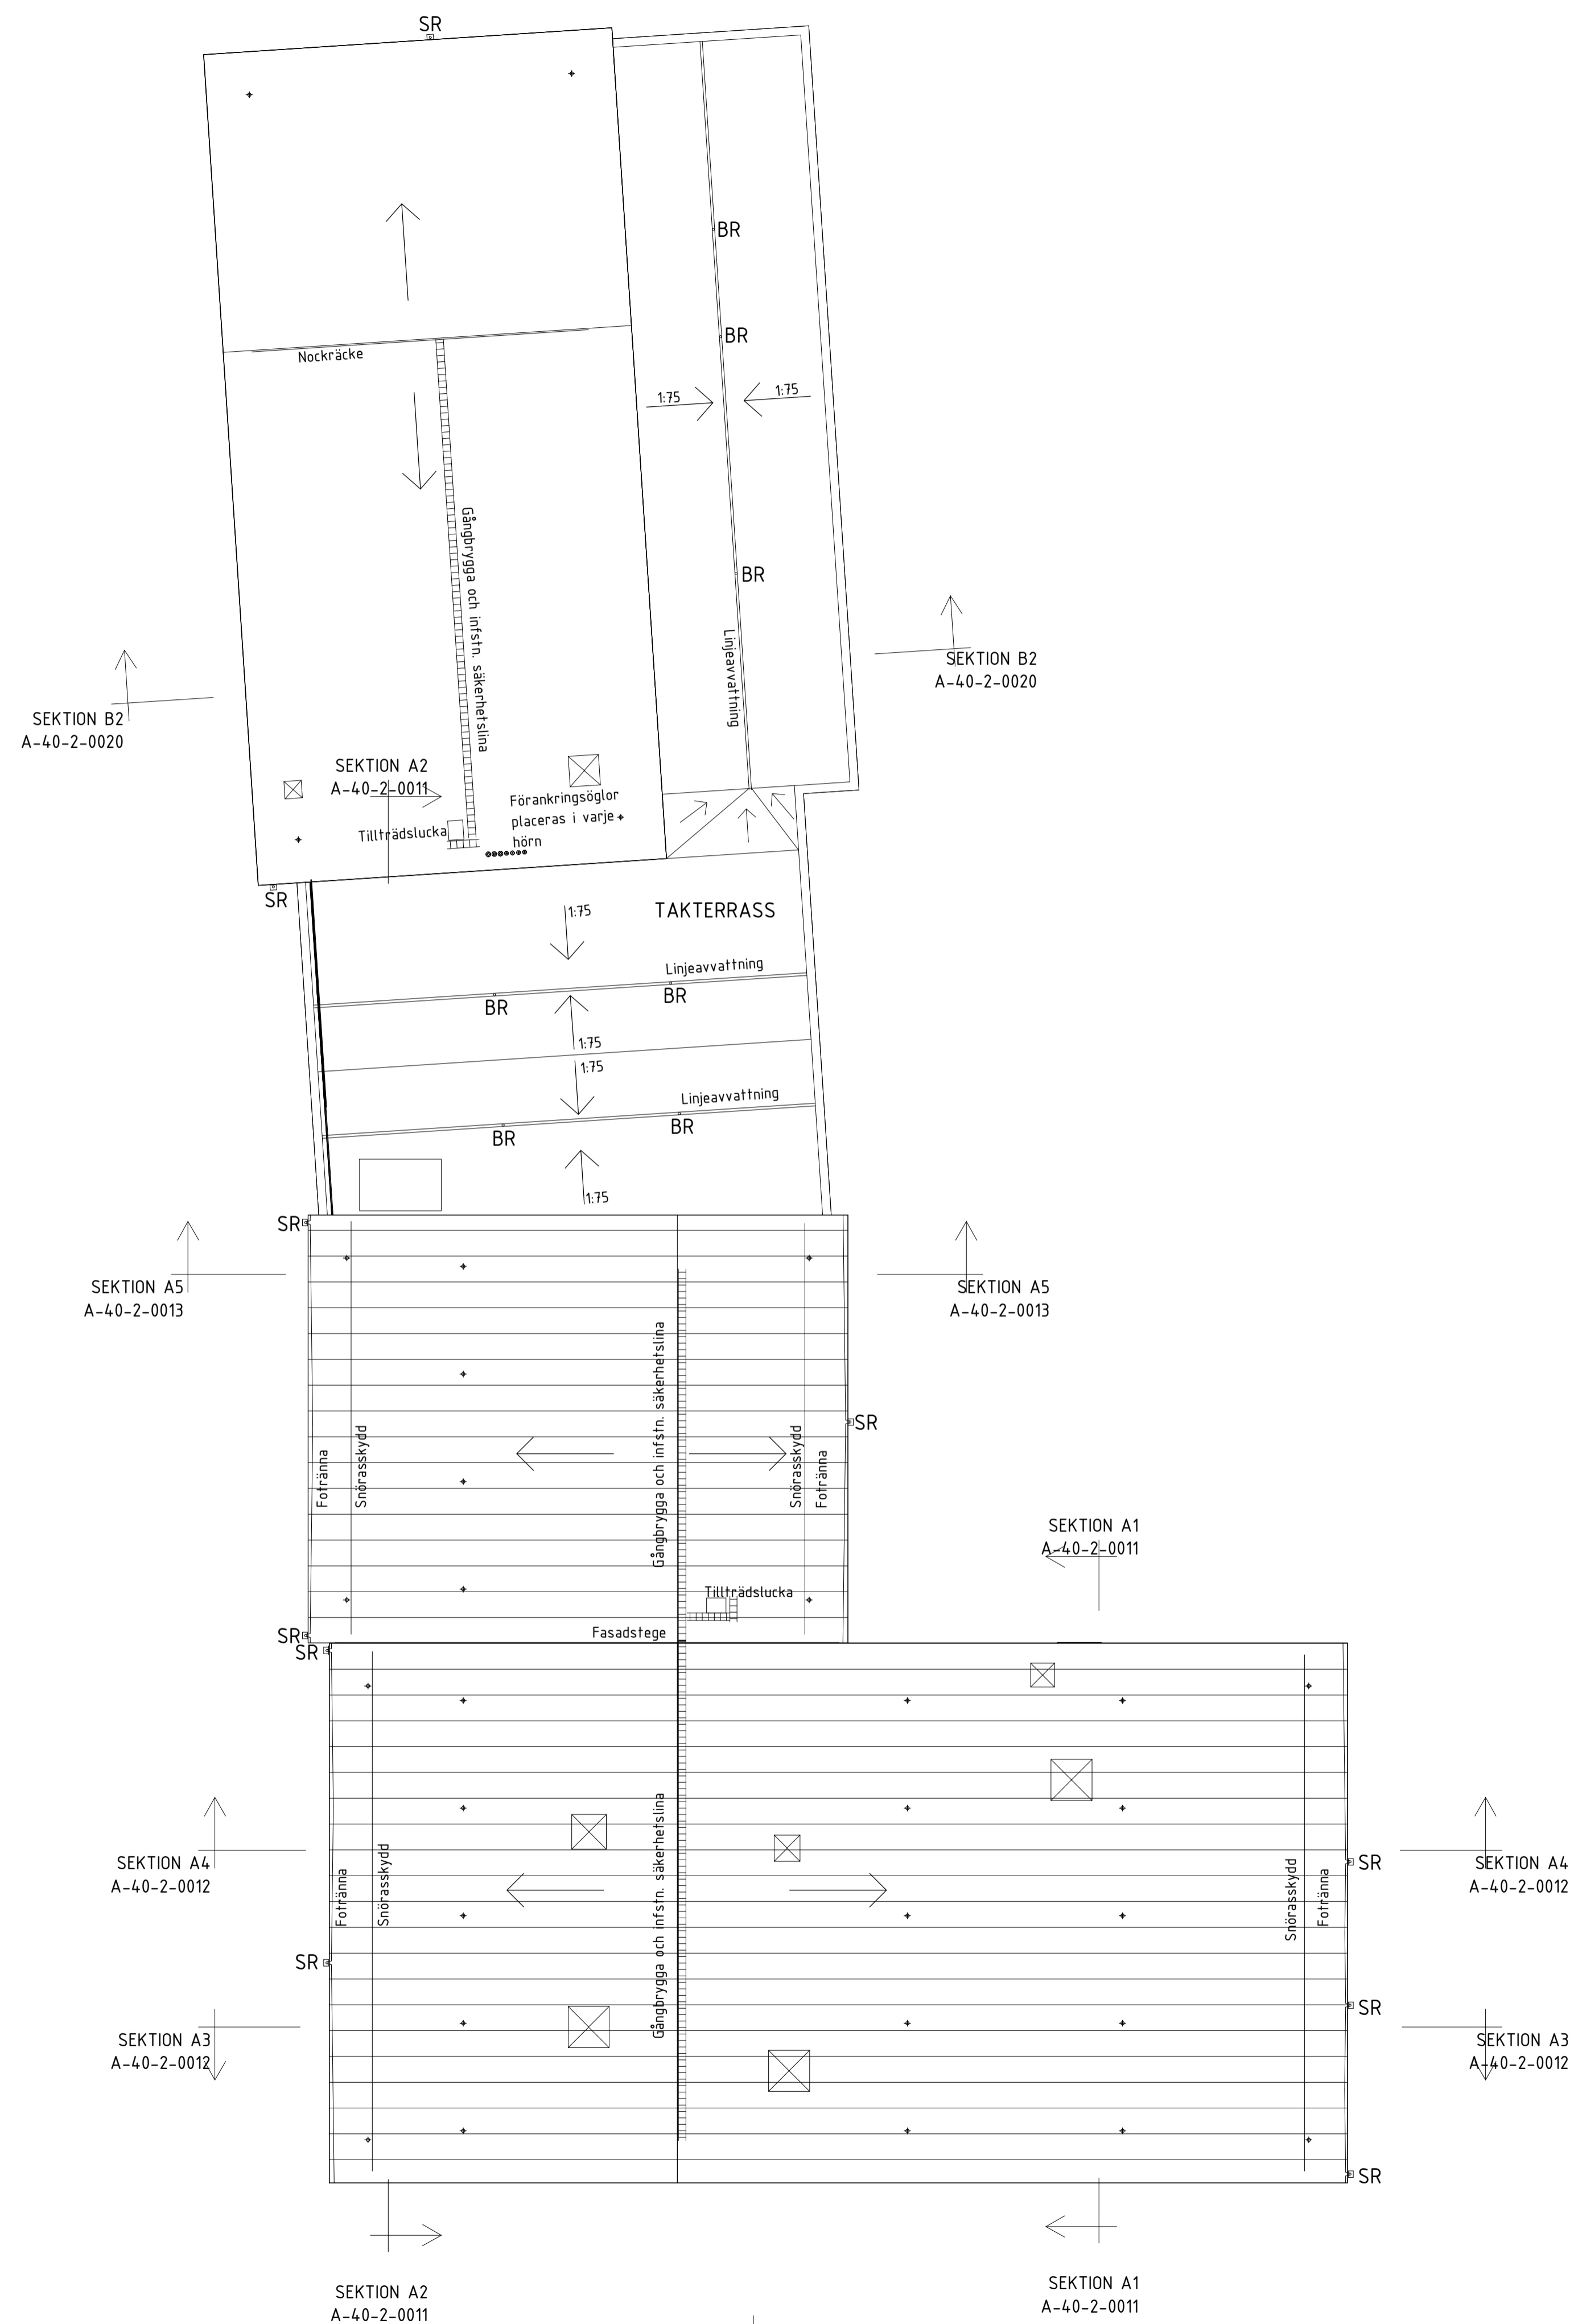 SR
BR
BR
Nockräcke
1:75
1:75
Gångbrygga och infstn. säkerhetslina
BR
Linjeavvattning
SEKTION B2
A-40-2-0020
SEKTION B2
A-40-2-0020
SEKTION A2
A-40-2-0011
Förankringsöglor
placeras i varje
hörn
Tillträdslucka
SR
1:75
TAKTERRASS
Linjeavvattning
BR
BR
1:75
1:75
Linjeavvattning
BR
BR
1:75
SR
SEKTION A5
A-40-2-0013
SEKTION A5
A-40-2-0013
Gångbrygga och infstn. säkerhetslina
SR
Fotränna
Snörasskydd
Snörasskydd
Fotränna
SEKTION A1
A-40-2-0011
Tillträdslucka
Fasadstege
SR
SR
Gångbrygga och infstn. säkerhetslina
SEKTION A4
A-40-2-0012
Fotränna
Snörasskydd
Snörasskydd
Fotränna
SR
SEKTION A4
A-40-2-0012
SR
SR
SEKTION A3
A-40-2-0012
SEKTION A3
A-40-2-0012
SR
SEKTION A2
A-40-2-0011
SEKTION A1
A-40-2-0011